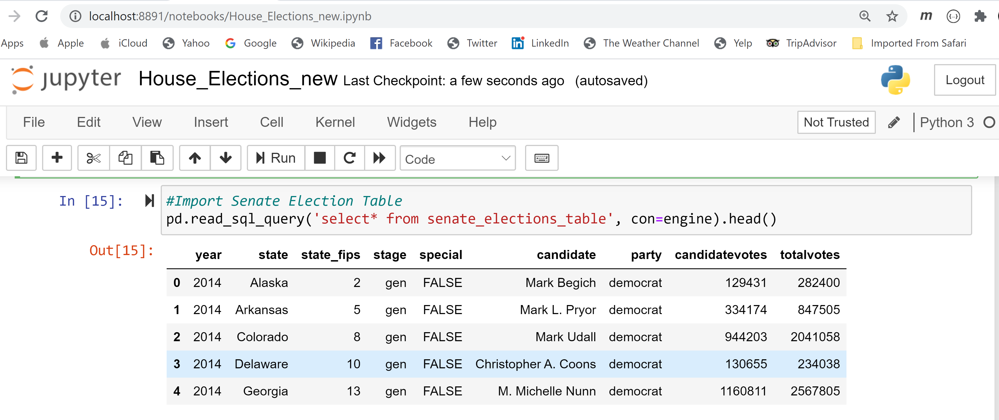 localhost:8891/notebooks/House_Elections_new.ipynb m {...}
Apps Apple iCloud Yahoo Google Wikipedia Facebook Twitter LinkedIn The Weather Channel Yelp TripAdvisor Imported From Safari
jupyter House_Elections_new Last Checkpoint: a few seconds ago (autosaved) Logout
File Edit View Insert Cell Kernel Widgets Help Not Trusted Python 3
Run Code
In [15]: #Import Senate Election Table
pd.read_sql_query('select* from senate_elections_table', con=engine).head()
Out[15]:
year state state_fips stage special candidate party candidatevotes totalvotes
0 2014 Alaska 2 gen FALSE Mark Begich democrat 129431 282400
1 2014 Arkansas 5 gen FALSE Mark L. Pryor democrat 334174 847505
2 2014 Colorado 8 gen FALSE Mark Udall democrat 944203 2041058
3 2014 Delaware 10 gen FALSE Christopher A. Coons democrat 130655 234038
4 2014 Georgia 13 gen FALSE M. Michelle Nunn democrat 1160811 2567805